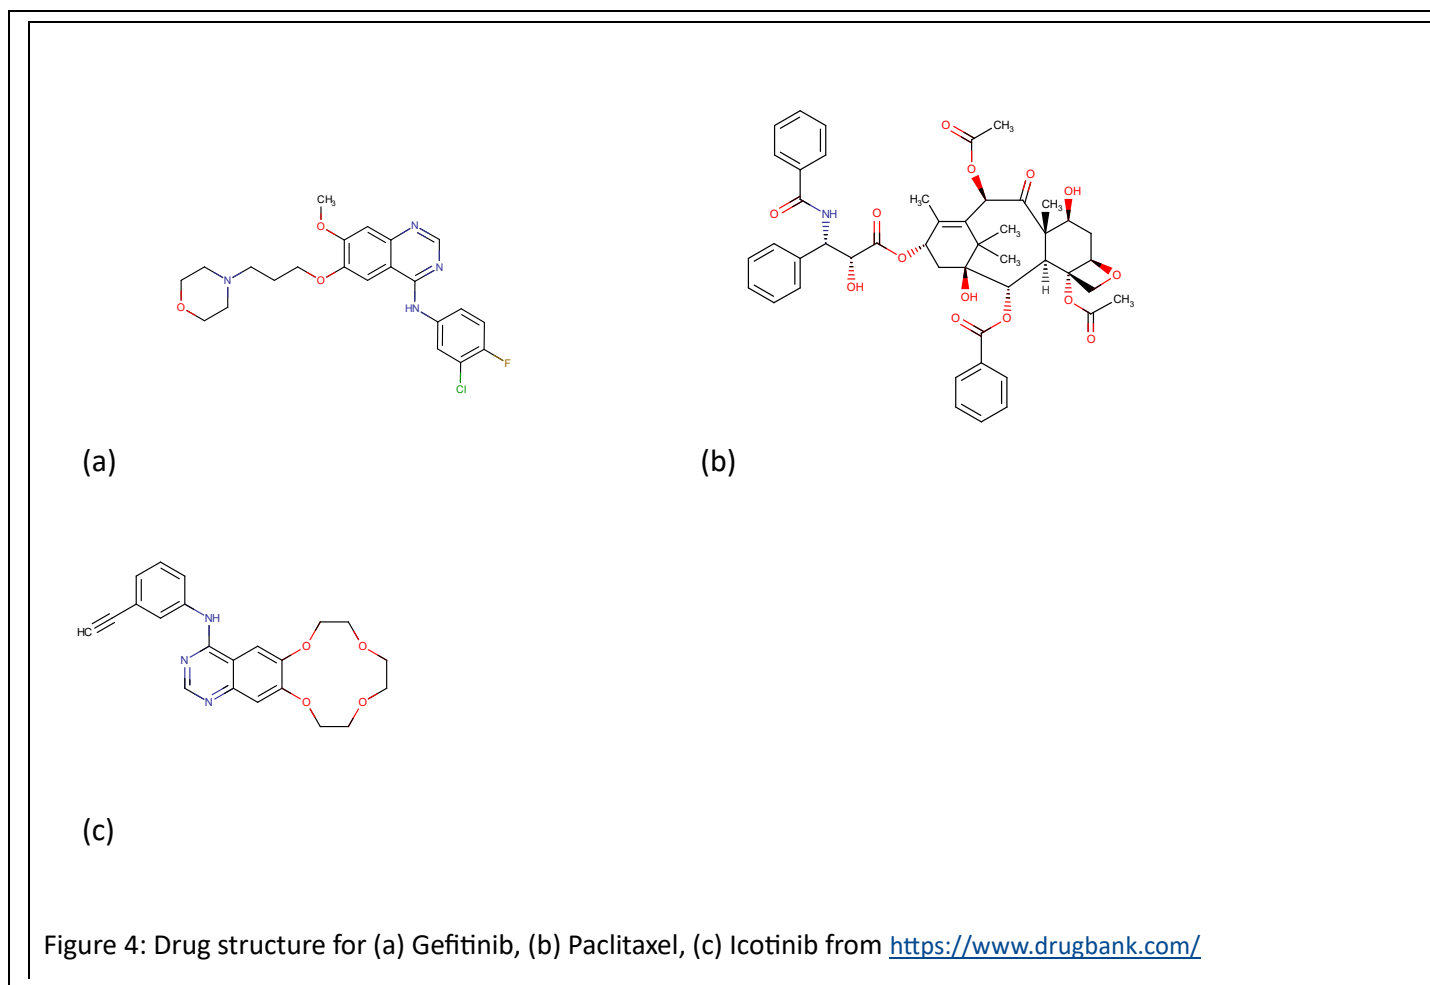 CH₃
O
N
N
N
O
O
HN
F
Cl
(a)
O
CH₃
O
O
OH
H₃C
CH₃
O
NH
O
O
CH₃
CH₃
OH
OH
H
O
O
CH₃
O
O
O
(b)
HC
NH
N
N
O
O
O
O
(c)
Figure 4: Drug structure for (a) Gefitinib, (b) Paclitaxel, (c) Icotinib from https://www.drugbank.com/